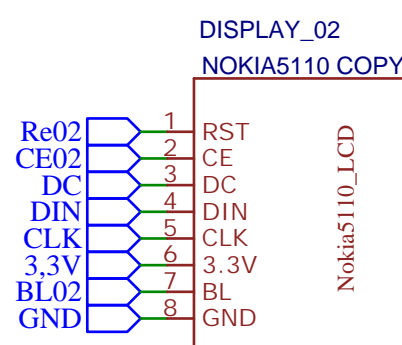 DISPLAY_02
NOKIA5110 COPY
Re02 1 RST
CE02 2 CE
DC 3 DC
DIN 4 DIN
CLK 5 CLK
3,3V 6 3.3V
BL02 7 BL
GND 8 GND
Nokia5110_LCD